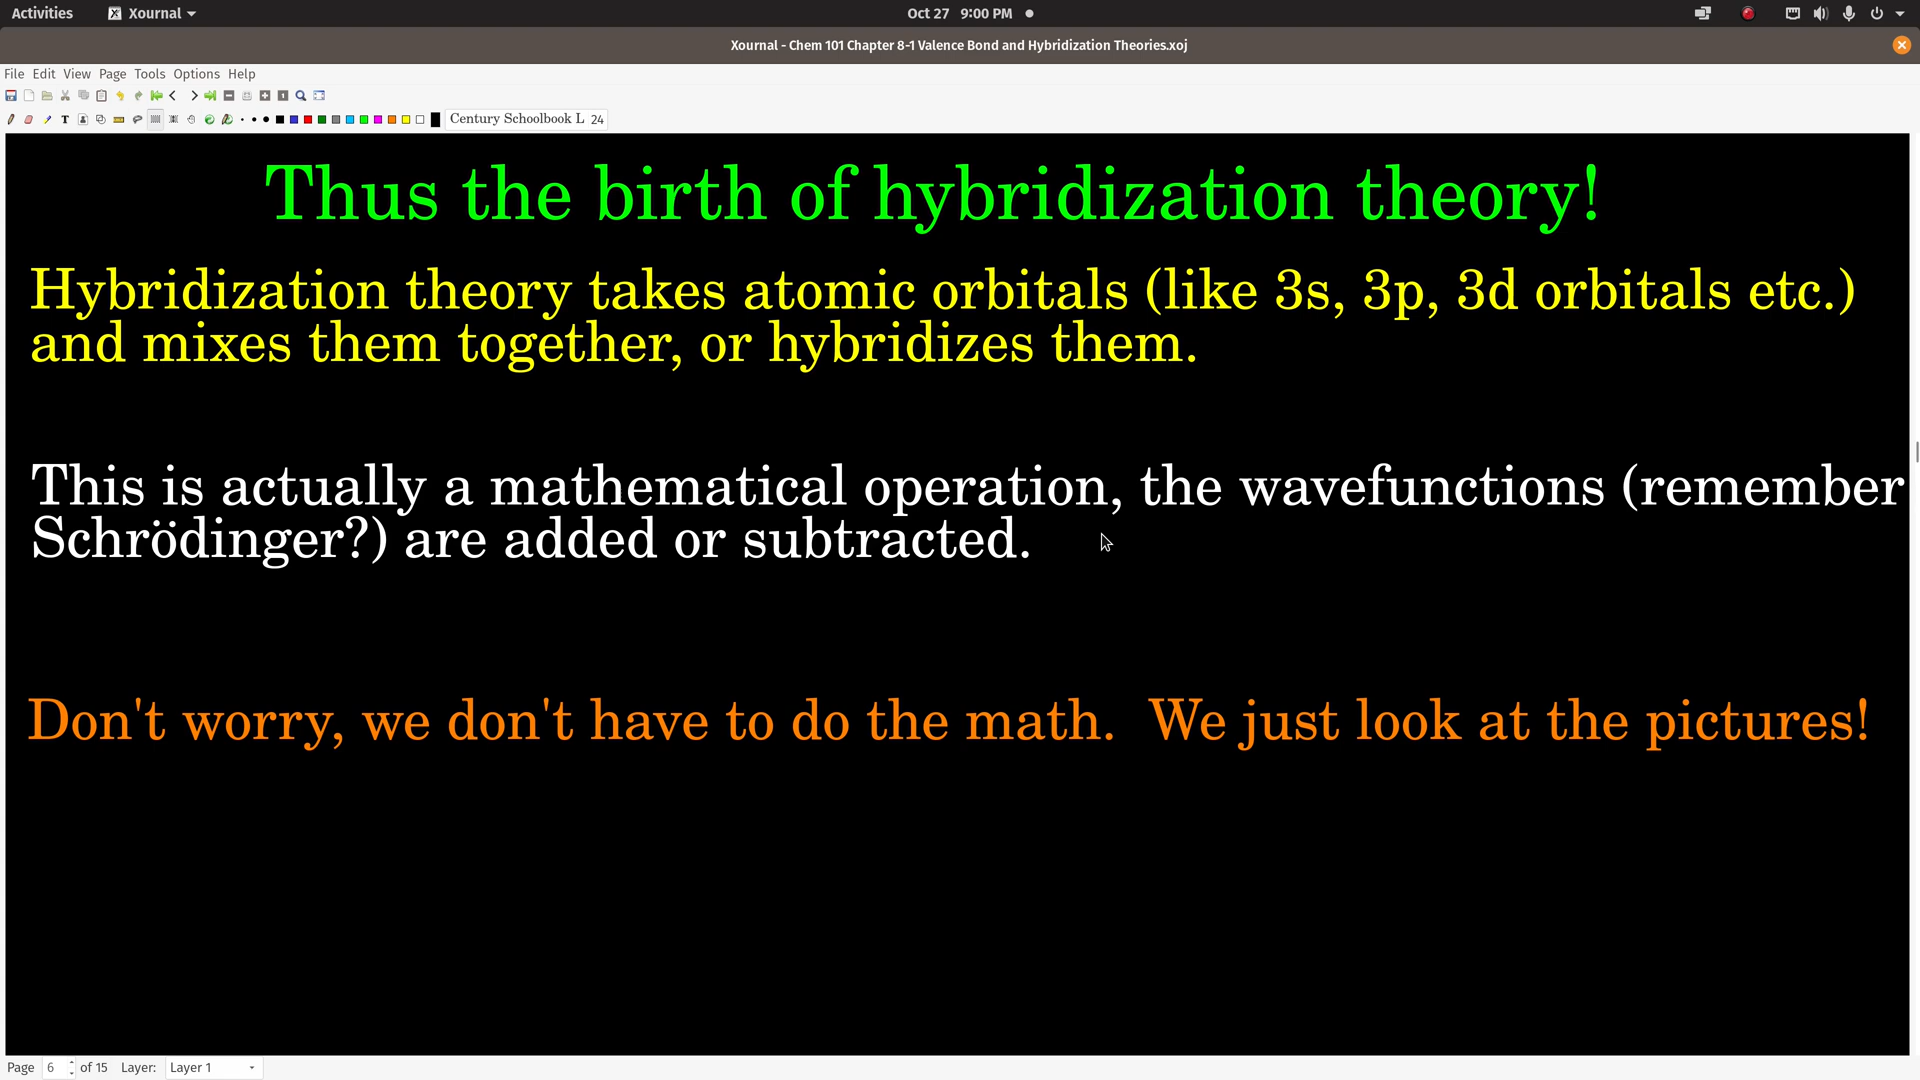 Activities Xournal Oct 27 9:00 PM
Xournal - Chem 101 Chapter 8-1 Valence Bond and Hybridization Theories.xoj
File Edit View Page Tools Options Help
T Century Schoolbook L 24
Thus the birth of hybridization theory!
Hybridization theory takes atomic orbitals (like 3s, 3p, 3d orbitals etc.)
and mixes them together, or hybridizes them.
This is actually a mathematical operation, the wavefunctions (remember
Schrödinger?) are added or subtracted.
Don't worry, we don't have to do the math.  We just look at the pictures!
Page 6 of 15 Layer: Layer 1